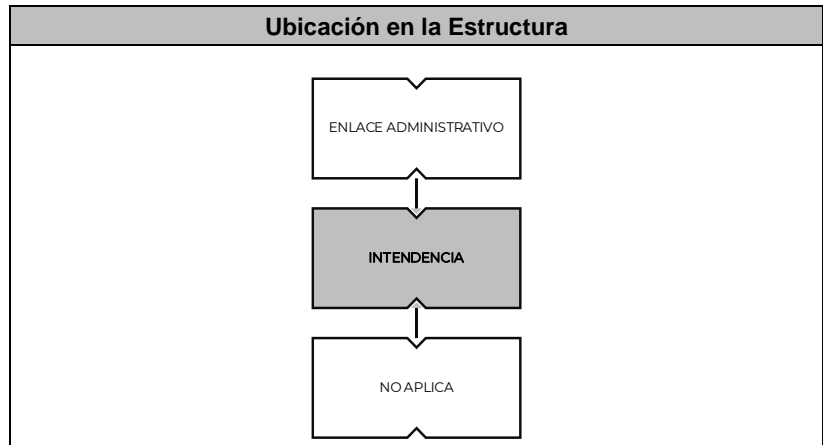 Ubicación en la Estructura
ENLACE ADMINISTRATIVO
INTENDENCIA
NO APLICA